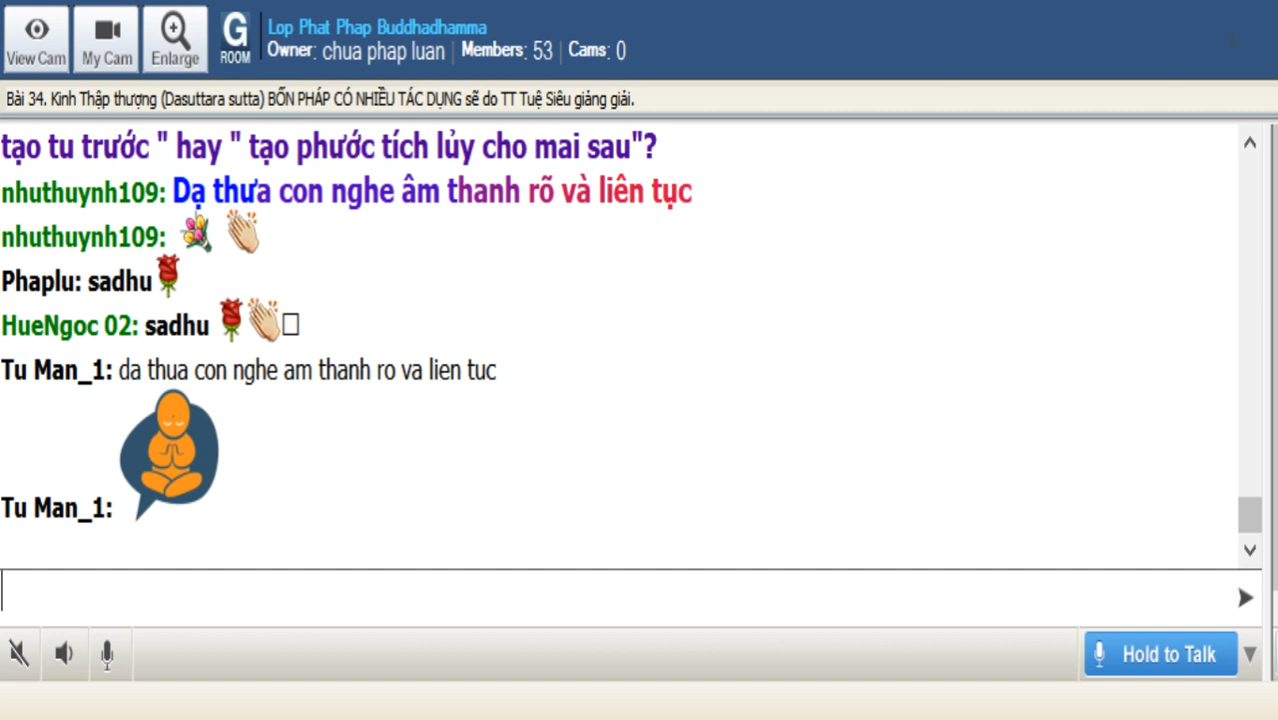 View Cam
My Cam
Enlarge
G
ROOM
Lop Phat Phap Buddhadhamma
Owner: chua phap luan | Members: 53 | Cams: 0
Bài 34. Kinh Thập thượng (Dasuttara sutta) BỐN PHÁP CÓ NHIỀU TÁC DỤNG sẽ do TT Tuệ Siêu giảng giải.
tạo tu trước " hay " tạo phước tích lủy cho mai sau"?
nhuthuynh109: Dạ thưa con nghe âm thanh rõ và liên tục
nhuthuynh109:
Phaplu: sadhu
HueNgoc 02: sadhu
Tu Man_1: da thua con nghe am thanh ro va lien tuc
Tu Man_1:
Hold to Talk